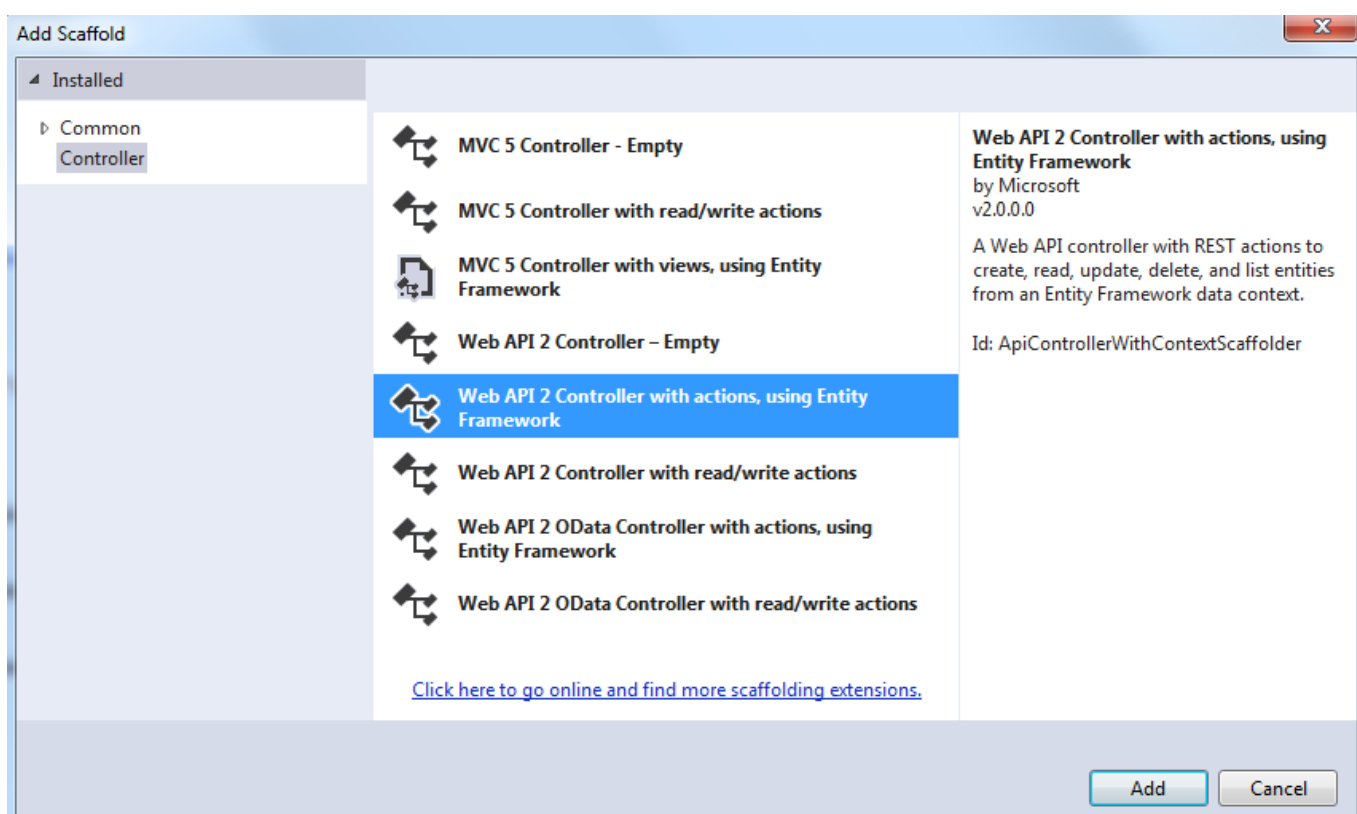 Add Scaffold
Installed
Common
Controller
MVC 5 Controller - Empty
MVC 5 Controller with read/write actions
MVC 5 Controller with views, using Entity
Framework
Web API 2 Controller – Empty
Web API 2 Controller with actions, using Entity
Framework
Web API 2 Controller with read/write actions
Web API 2 OData Controller with actions, using
Entity Framework
Web API 2 OData Controller with read/write actions
Click here to go online and find more scaffolding extensions.
Web API 2 Controller with actions, using
Entity Framework
by Microsoft
v2.0.0.0
A Web API controller with REST actions to
create, read, update, delete, and list entities
from an Entity Framework data context.
Id: ApiControllerWithContextScaffolder
Add
Cancel